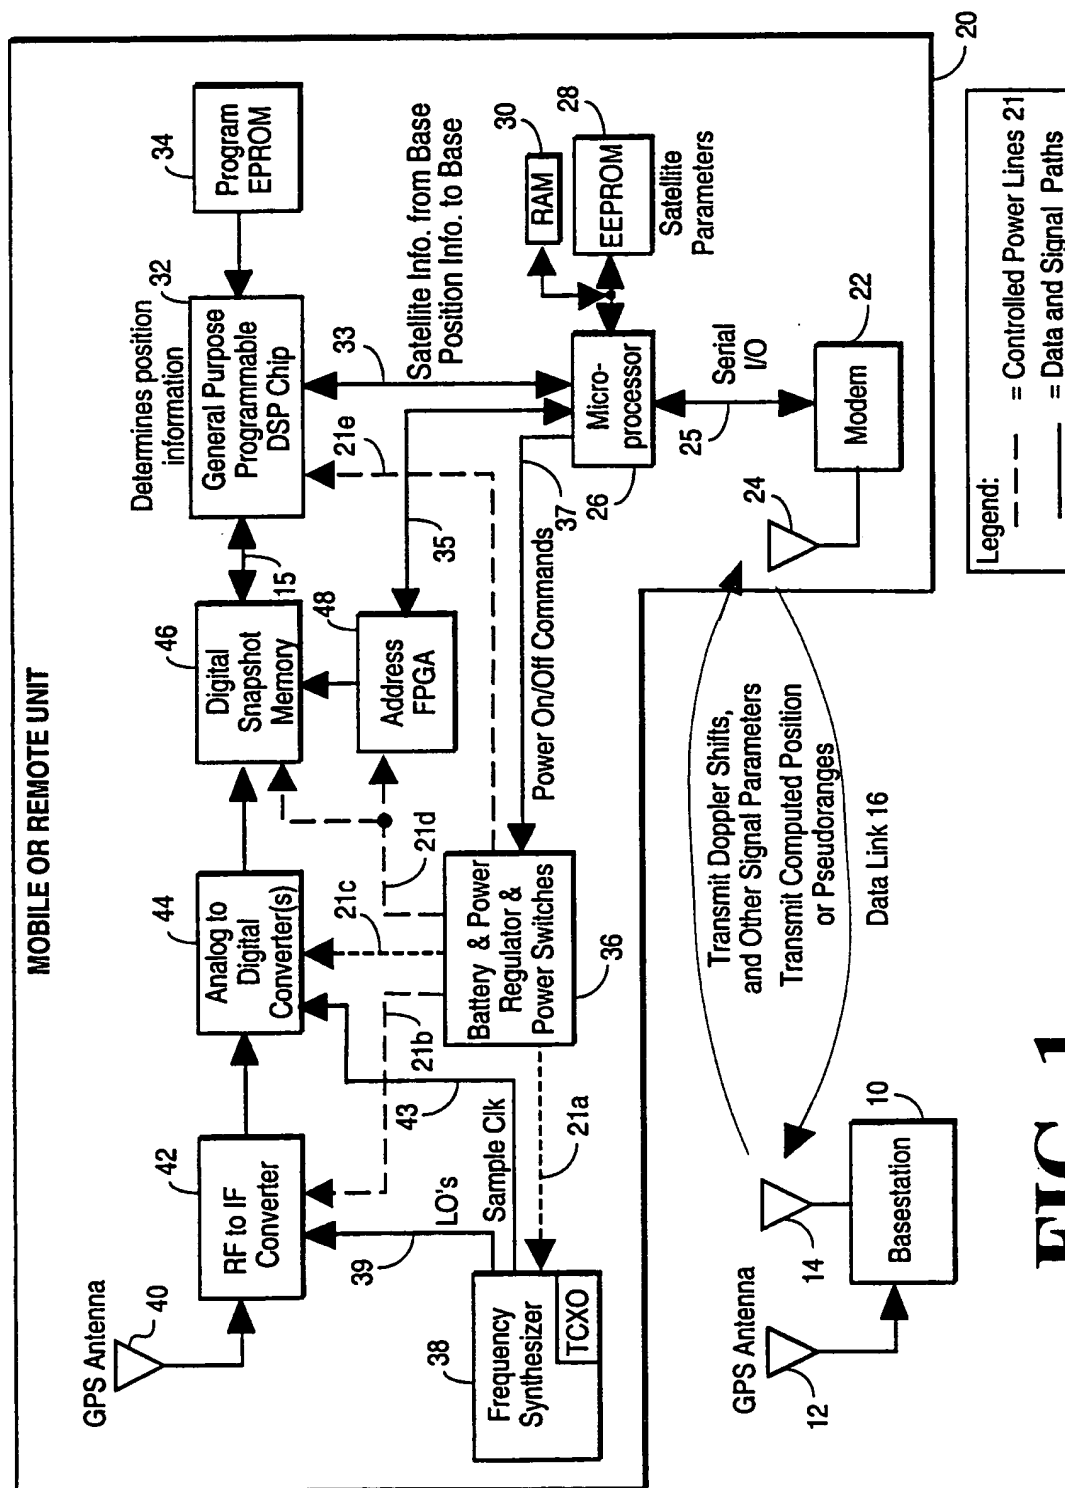 MOBILE OR REMOTE UNIT
GPS Antenna
40
RF to IF
Converter
42
Analog to
Digital
Converter(s)
44
Digital
Snapshot
Memory
46
15
Determines position
information
General Purpose
Programmable
DSP Chip
32
Program
EPROM
34
39
LO's
Sample Clk
43
21b
21c
21d
Address
FPGA
48
35
21e
33
Satellite Info. from Base
Position Info. to Base
38
Frequency
Synthesizer
TCXO
21a
Battery & Power
Regulator &
Power Switches
36
Power On/Off Commands
37
Micro-
processor
26
RAM
30
EEPROM
28
Satellite
Parameters
25
Serial
I/O
Modem
22
24
20
Transmit Doppler Shifts,
and Other Signal Parameters
Transmit Computed Position
or Pseudoranges
Data Link 16
GPS Antenna
12
14
Basestation
10
Legend:
= Controlled Power Lines 21
= Data and Signal Paths
FIG 1